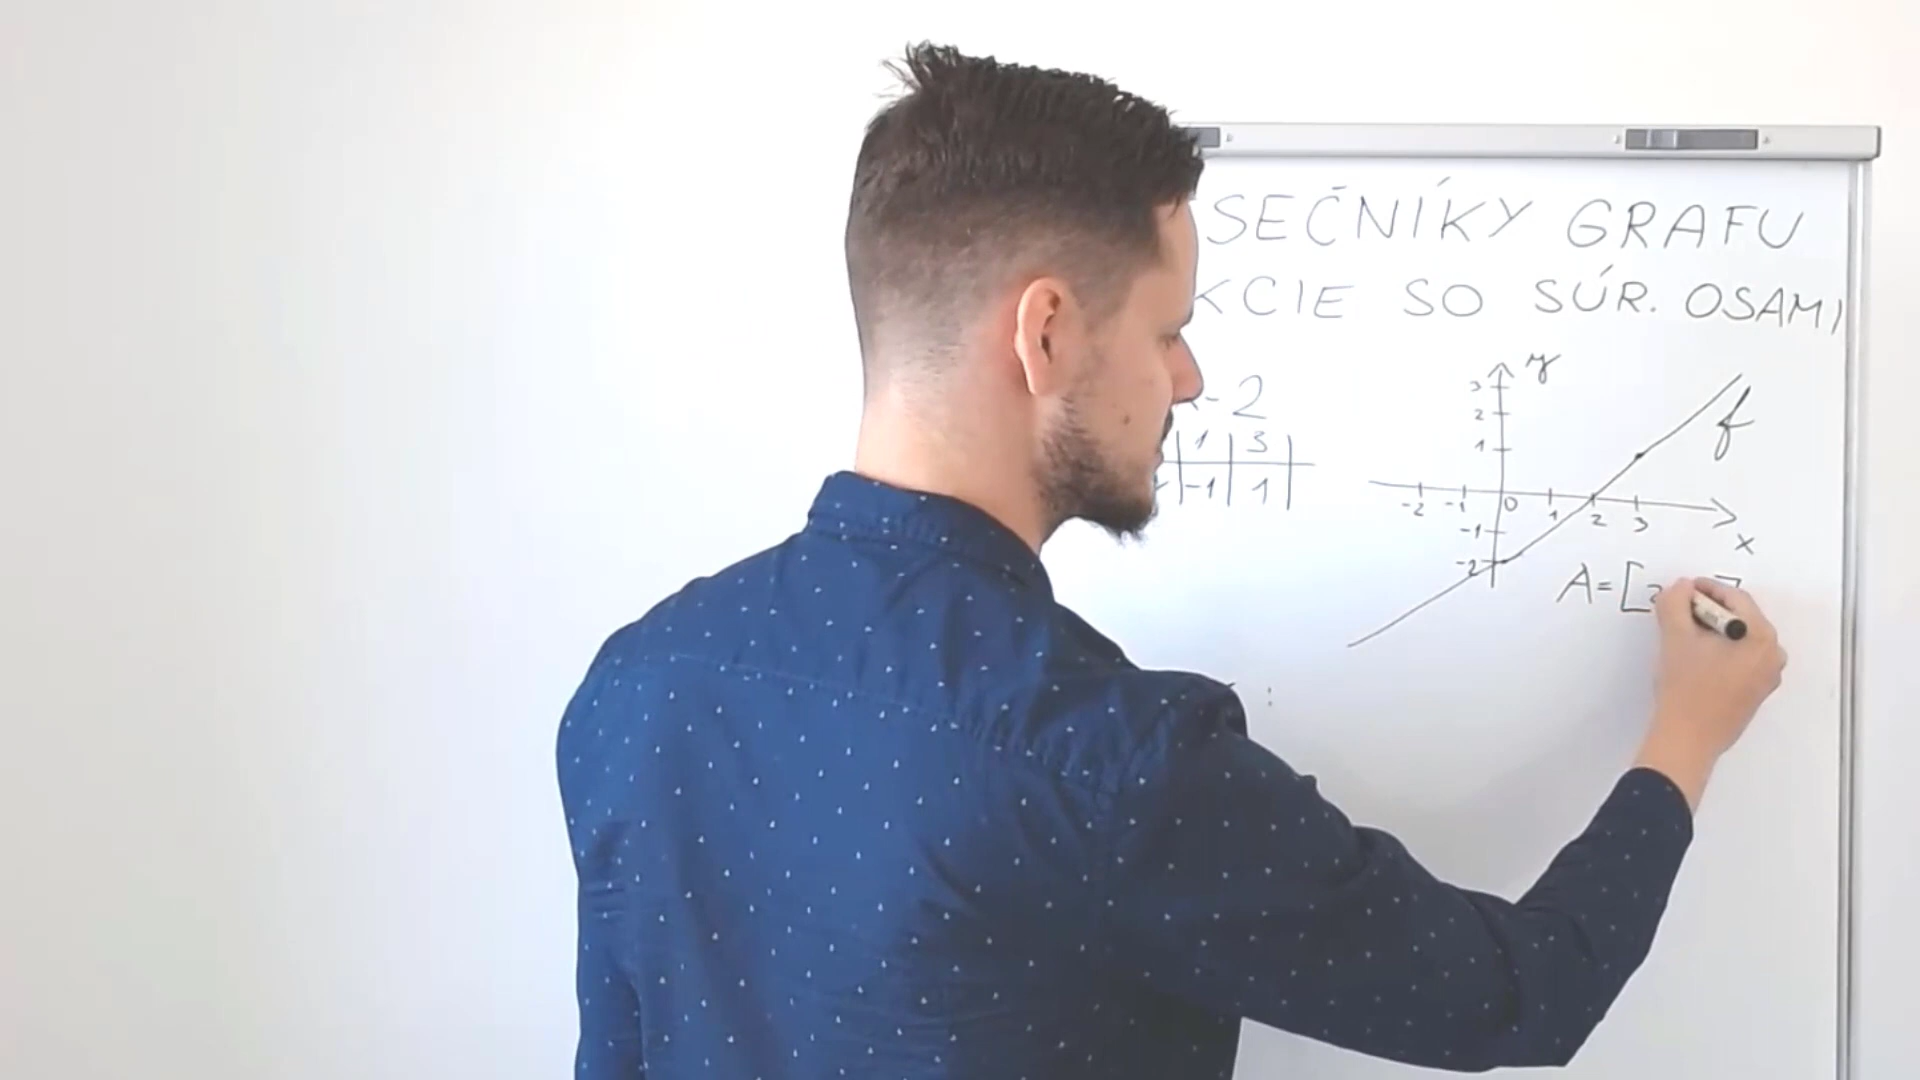 SEČNÍKY GRAFU
KCIE SO SÚR. OSAMI
- 2
1 3
-1 1
y
3
2
1
f
-2 -1 0 1 2 3
x
-1
-2
A=[2